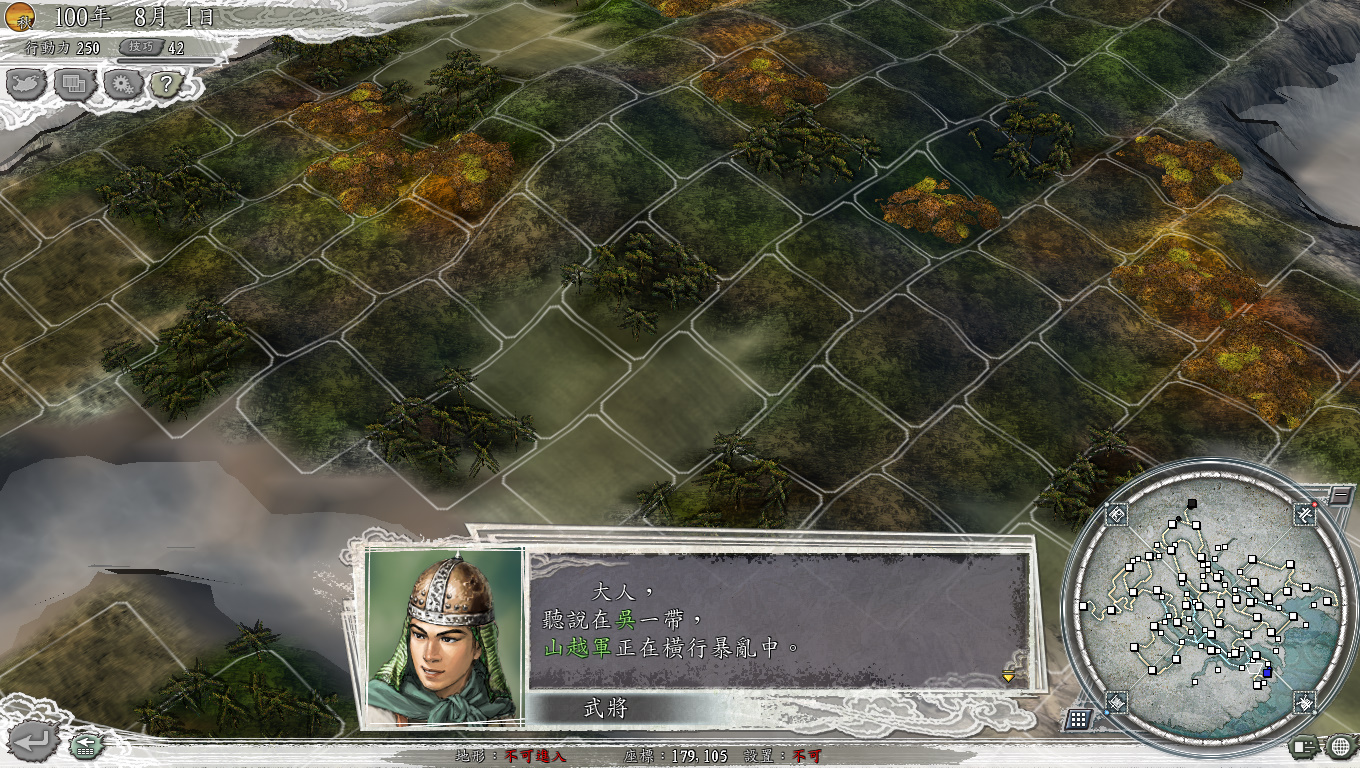 秋 100年 8月 1日
行動力 250 技巧 42
?
大人，
聽說在吳一帶，
山越軍正在橫行暴亂中。
武將
地形：不可進入 座標：179,105 設置：不可